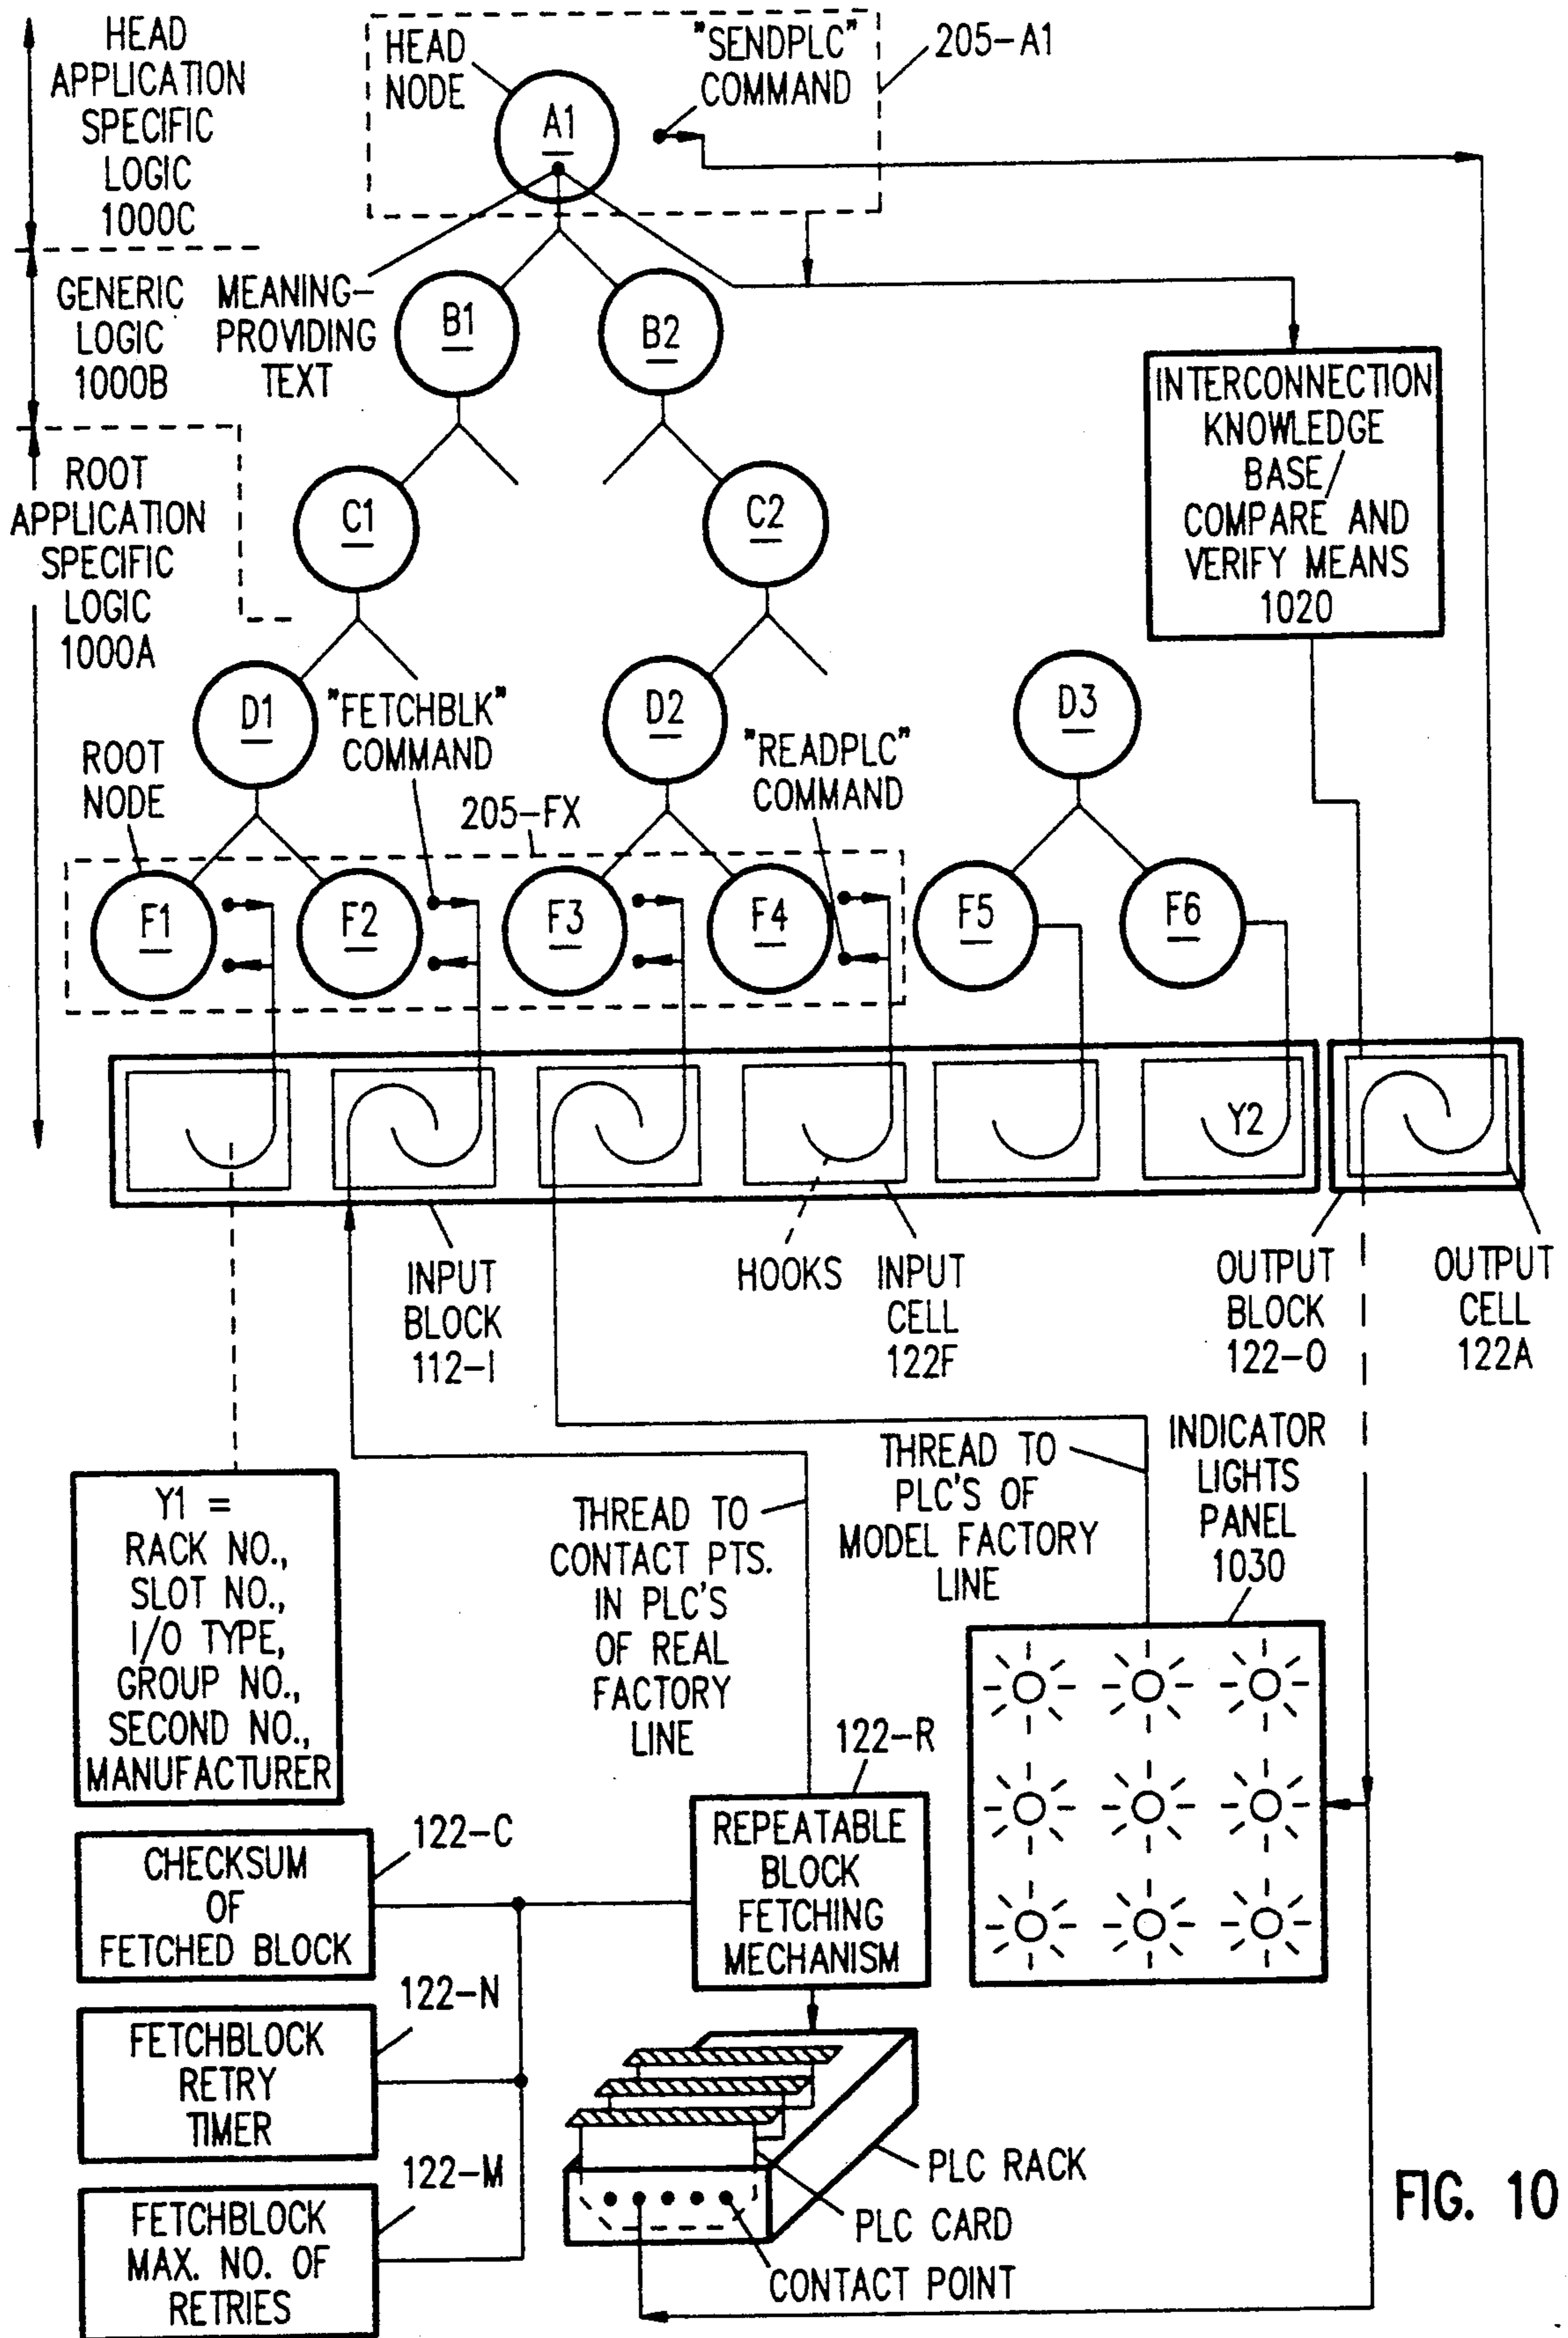 HEAD
APPLICATION
SPECIFIC
LOGIC
1000C
HEAD
NODE
"SENDPLC"
COMMAND
205-A1
A1
GENERIC
LOGIC
1000B
MEANING-
PROVIDING
TEXT
B1
B2
INTERCONNECTION
KNOWLEDGE
BASE/
COMPARE AND
VERIFY MEANS
1020
ROOT
APPLICATION
SPECIFIC
LOGIC
1000A
C1
C2
D1
"FETCHBLK"
COMMAND
D2
"READPLC"
COMMAND
D3
ROOT
NODE
205-FX
F1
F2
F3
F4
F5
F6
Y2
INPUT
BLOCK
112-I
HOOKS
INPUT
CELL
122F
OUTPUT
BLOCK
122-O
OUTPUT
CELL
122A
Y1 =
RACK NO.,
SLOT NO.,
I/O TYPE,
GROUP NO.,
SECOND NO.,
MANUFACTURER
THREAD TO
CONTACT PTS.
IN PLC'S
OF REAL
FACTORY
LINE
THREAD TO
PLC'S OF
MODEL FACTORY
LINE
INDICATOR
LIGHTS
PANEL
1030
122-R
REPEATABLE
BLOCK
FETCHING
MECHANISM
122-C
CHECKSUM
OF
FETCHED BLOCK
122-N
FETCHBLOCK
RETRY
TIMER
122-M
FETCHBLOCK
MAX. NO. OF
RETRIES
PLC RACK
PLC CARD
CONTACT POINT
FIG. 10